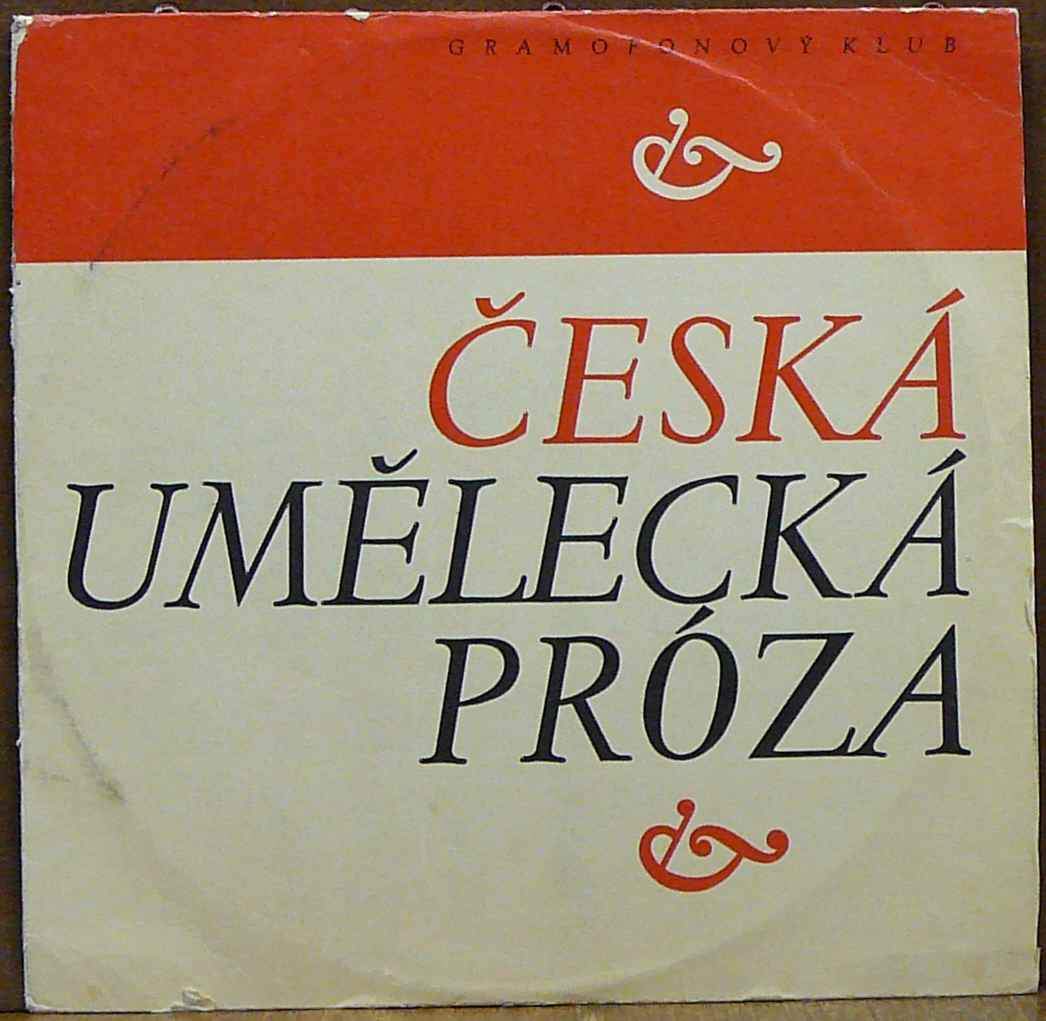 GRAMOFONOVÝ KLUB
ČESKÁ
UMĚLECKÁ
PRÓZA